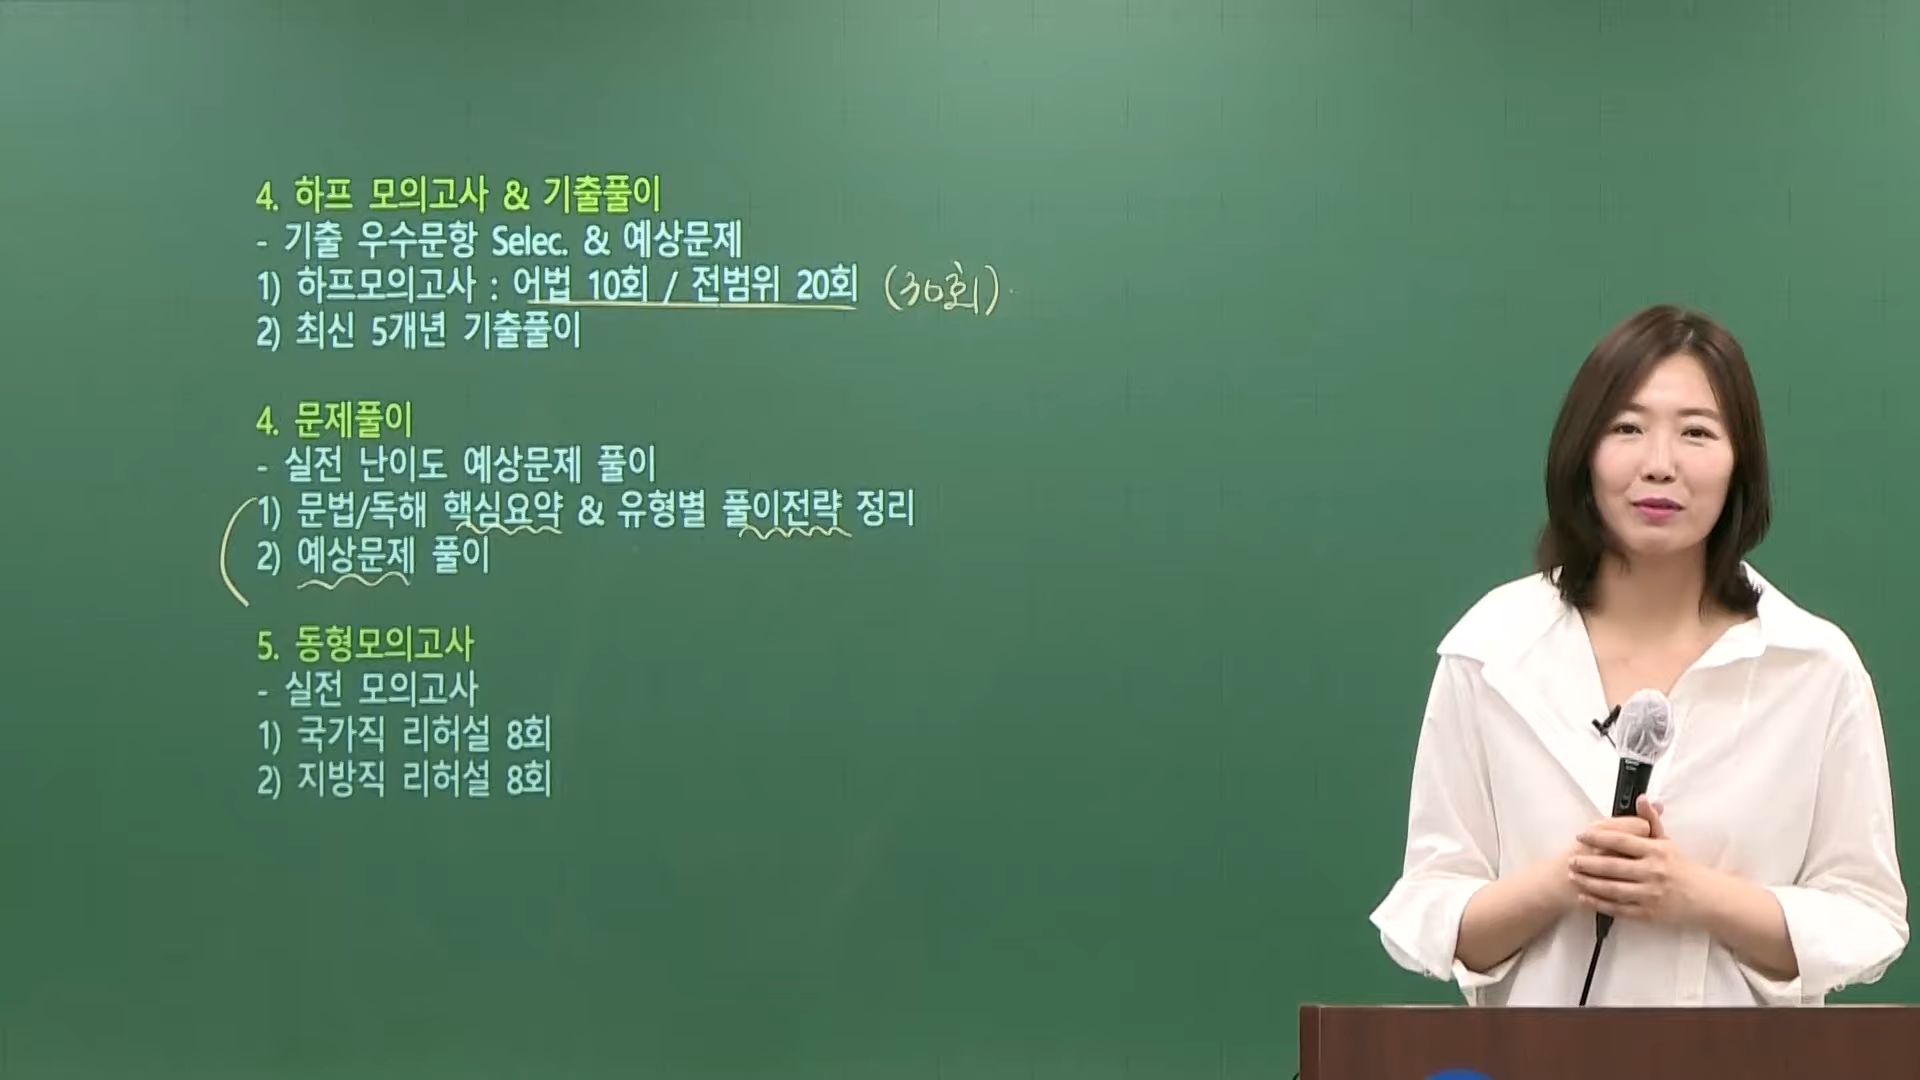 4. 하프 모의고사 & 기출풀이
- 기출 우수문항 Selec. & 예상문제
1) 하프모의고사 : 어법 10회 / 전범위 20회 (30회)
2) 최신 5개년 기출풀이
4. 문제풀이
- 실전 난이도 예상문제 풀이
1) 문법/독해 핵심요약 & 유형별 풀이전략 정리
2) 예상문제 풀이
5. 동형모의고사
- 실전 모의고사
1) 국가직 리허설 8회
2) 지방직 리허설 8회